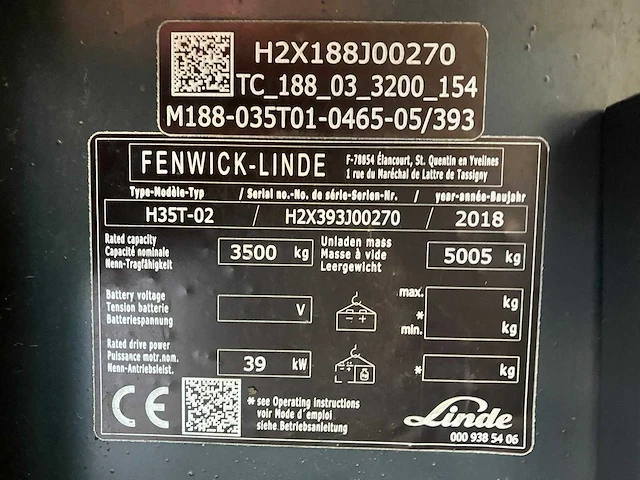 H2X188J00270
TC_188_03_3200_154
M188-035T01-0465-05/393
FENWICK-LINDE F-78854 Élancourt, St. Quentin en Yvelines
1 rue du Maréchal de Lattre de Tassigny
Type-Modèle-Typ / Serial no.-No. de série-Serien-Nr. / year-année-Baujahr
H35T-02 / H2X393J00270 / 2018
Rated capacity
Capacité nominale
Nenn-Tragfähigkeit
3500 kg
Unladen mass
Masse à vide
Leergewicht
5005 kg
Battery voltage
Tension batterie
Batteriespannung
V
max. kg
*
min. kg
Rated drive power
Puissance motr.nom.
Nenn-Antriebsleist.
39 kW
* kg
CE
* see Operating instructions
voir Mode d'emploi
siehe Betriebsanleitung
Linde
000 938 54 06